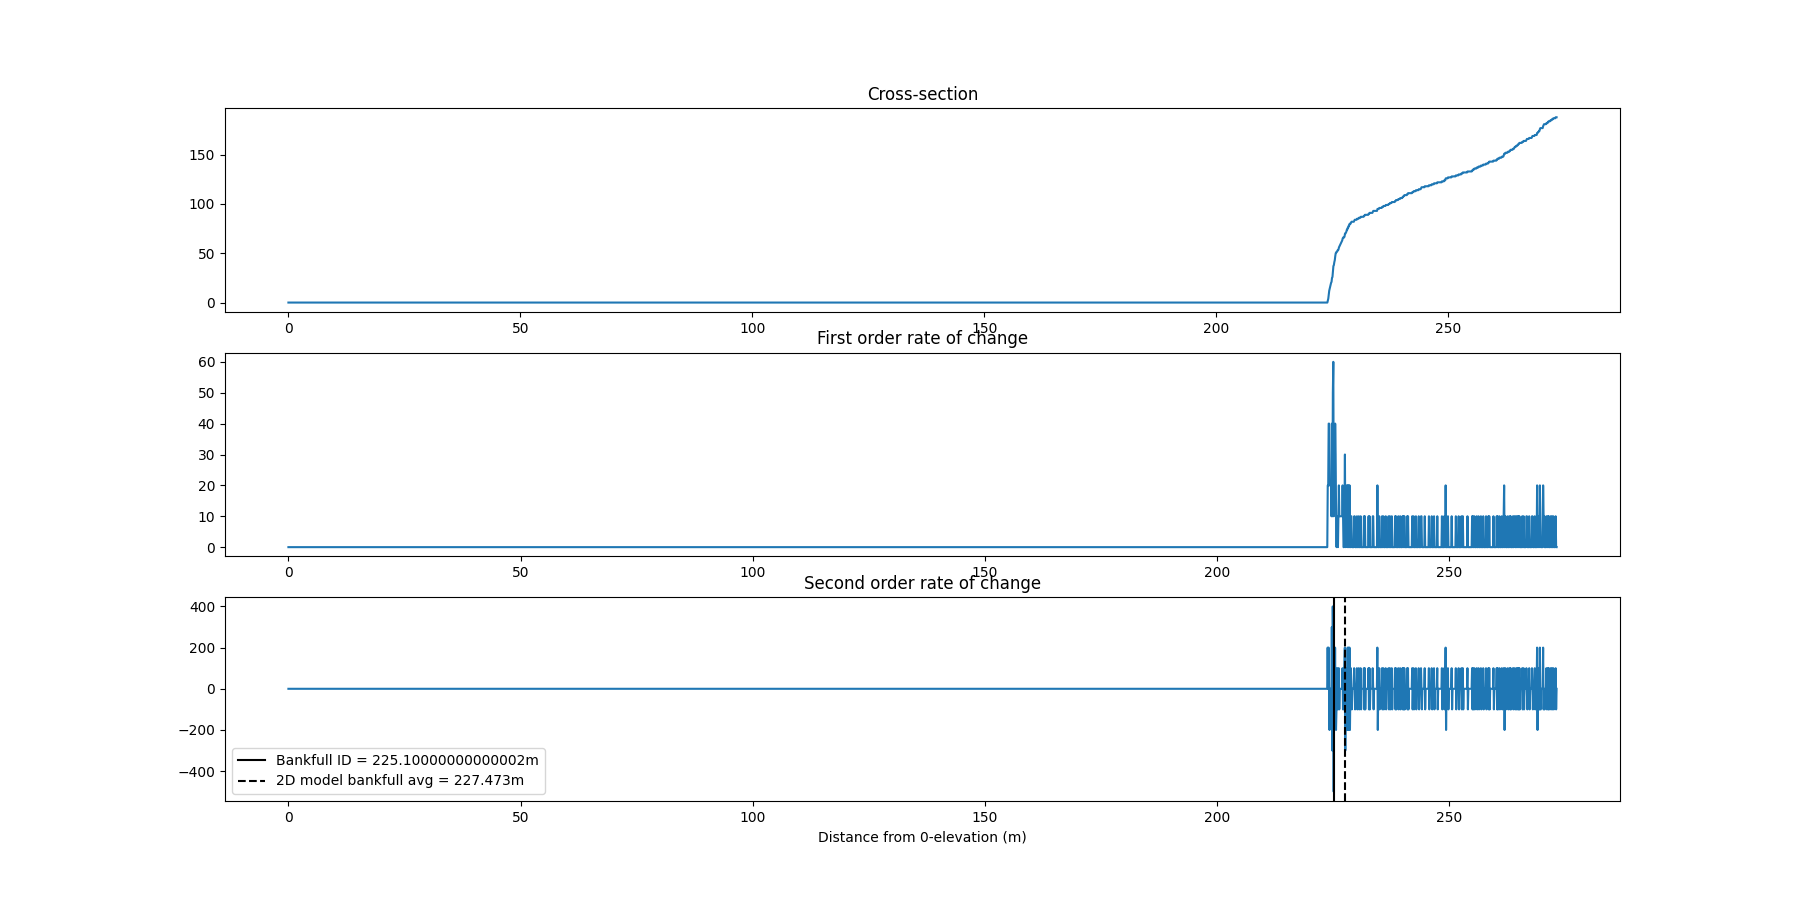 Cross-section
150
100
50
0
0 50 100 150 200 250
First order rate of change
60
50
40
30
20
10
0
0 50 100 150 200 250
Second order rate of change
400
200
0
−200
−400
Bankfull ID = 225.10000000000002m
2D model bankfull avg = 227.473m
0 50 100 150 200 250
Distance from 0-elevation (m)